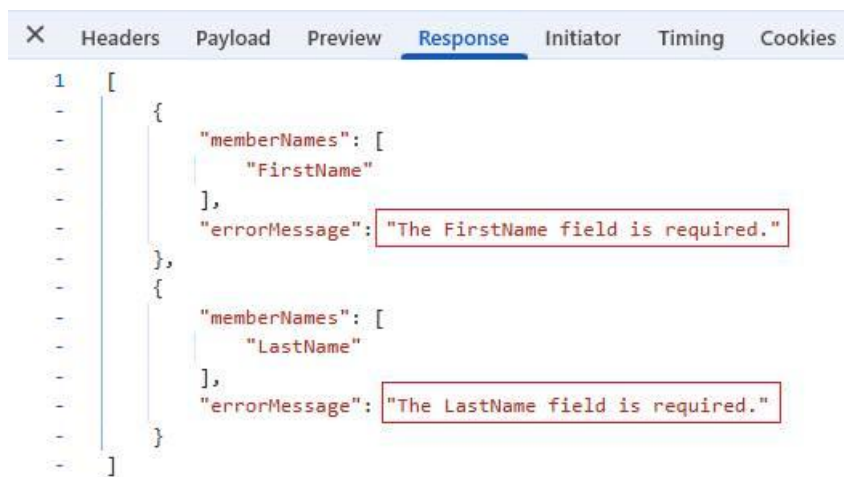 × Headers Payload Preview Response Initiator Timing Cookies
1 [
- {
- "memberNames": [
- "FirstName"
- ],
- "errorMessage": "The FirstName field is required."
- },
- {
- "memberNames": [
- "LastName"
- ],
- "errorMessage": "The LastName field is required."
- }
- ]